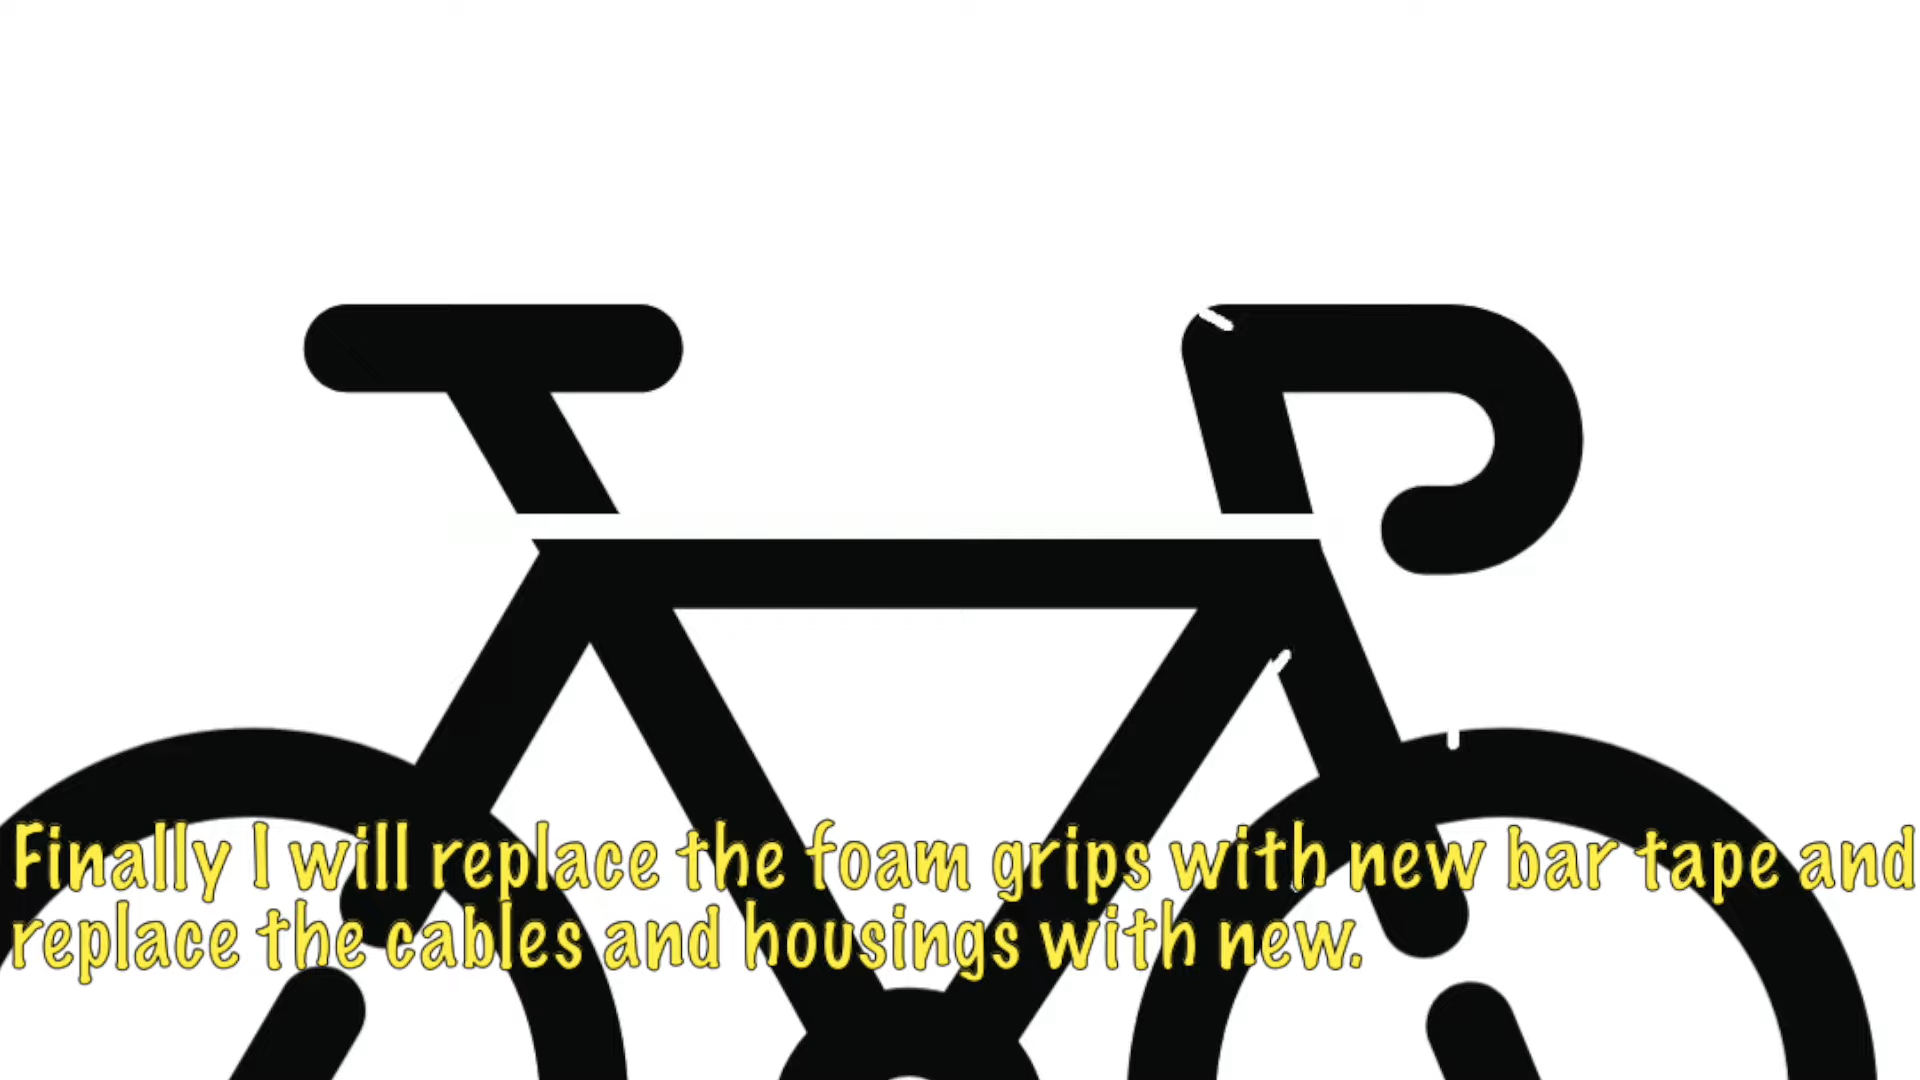 Finally I will replace the foam grips with new bar tape and
replace the cables and housings with new.